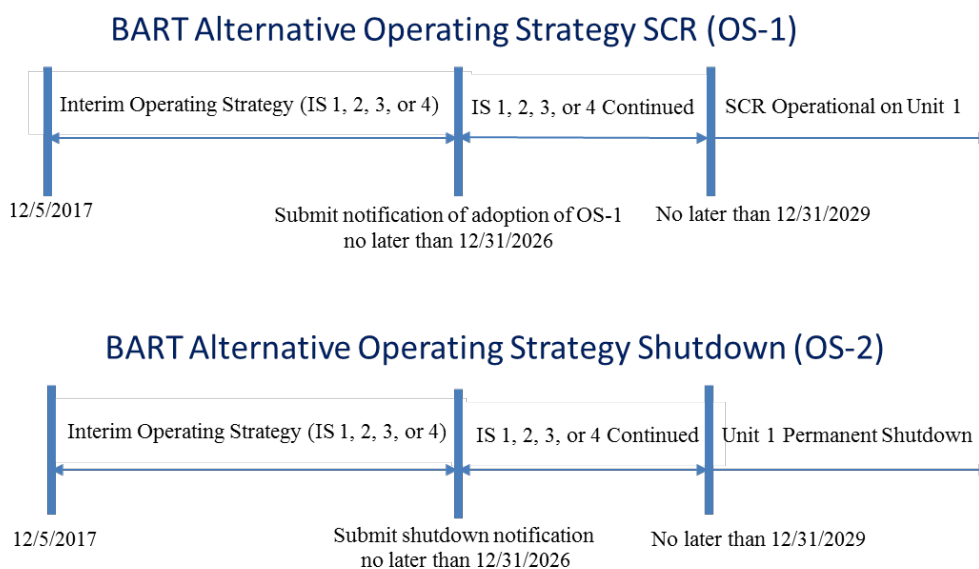 BART Alternative Operating Strategy SCR (OS-1)
Interim Operating Strategy (IS 1, 2, 3, or 4)
IS 1, 2, 3, or 4 Continued
SCR Operational on Unit 1
12/5/2017
Submit notification of adoption of OS-1
no later than 12/31/2026
No later than 12/31/2029
BART Alternative Operating Strategy Shutdown (OS-2)
Interim Operating Strategy (IS 1, 2, 3, or 4)
IS 1, 2, 3, or 4 Continued
Unit 1 Permanent Shutdown
12/5/2017
Submit shutdown notification
no later than 12/31/2026
No later than 12/31/2029